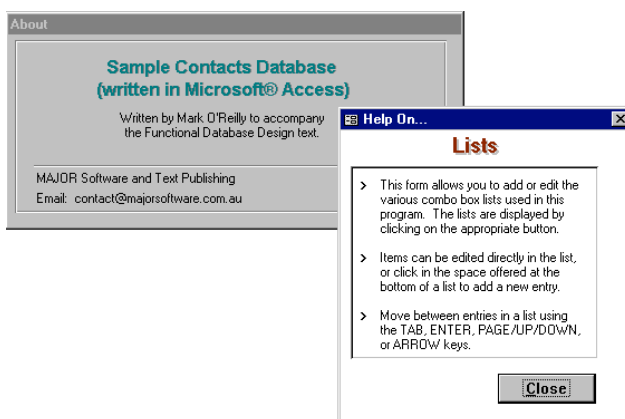 About
Sample Contacts Database
(written in Microsoft® Access)
Written by Mark O'Reilly to accompany
the Functional Database Design text.
MAJOR Software and Text Publishing
Email: contact@majorsoftware.com.au
Help On...
Lists
> This form allows you to add or edit the
various combo box lists used in this
program. The lists are displayed by
clicking on the appropriate button.
> Items can be edited directly in the list,
or click in the space offered at the
bottom of a list to add a new entry.
> Move between entries in a list using
the TAB, ENTER, PAGE/UP/DOWN,
or ARROW keys.
Close